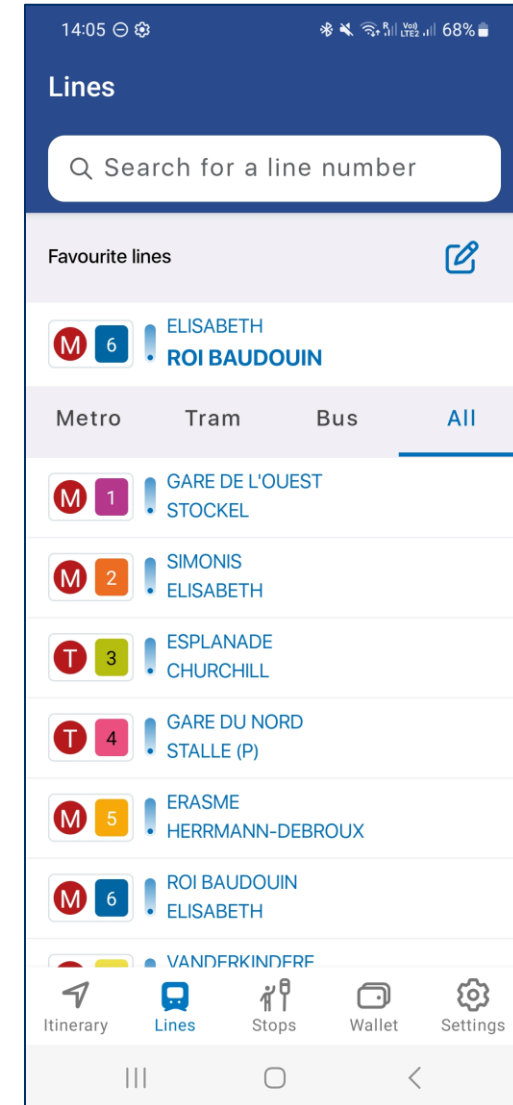 14:05 R Vo)) LTE2 68%
Lines
Search for a line number
Favourite lines
M 6 ELISABETH
ROI BAUDOUIN
Metro Tram Bus All
M 1 GARE DE L'OUEST
STOCKEL
M 2 SIMONIS
ELISABETH
T 3 ESPLANADE
CHURCHILL
T 4 GARE DU NORD
STALLE (P)
M 5 ERASME
HERRMANN-DEBROUX
M 6 ROI BAUDOUIN
ELISABETH
VANDERKINDERE
Itinerary Lines Stops Wallet Settings